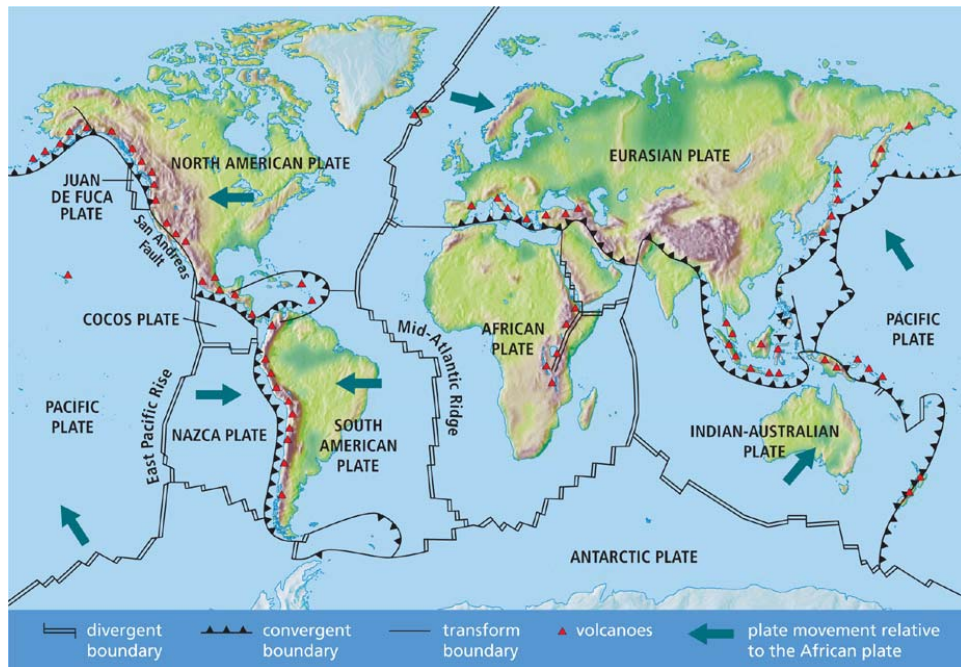 NORTH AMERICAN PLATE
EURASIAN PLATE
JUAN
DE FUCA
PLATE
San Andreas
Fault
COCOS PLATE
AFRICAN
PLATE
PACIFIC
PLATE
Mid-Atlantic Ridge
East Pacific Rise
PACIFIC
PLATE
NAZCA PLATE
SOUTH
AMERICAN
PLATE
INDIAN-AUSTRALIAN
PLATE
ANTARCTIC PLATE
divergent
boundary
convergent
boundary
transform
boundary
volcanoes
plate movement relative
to the African plate